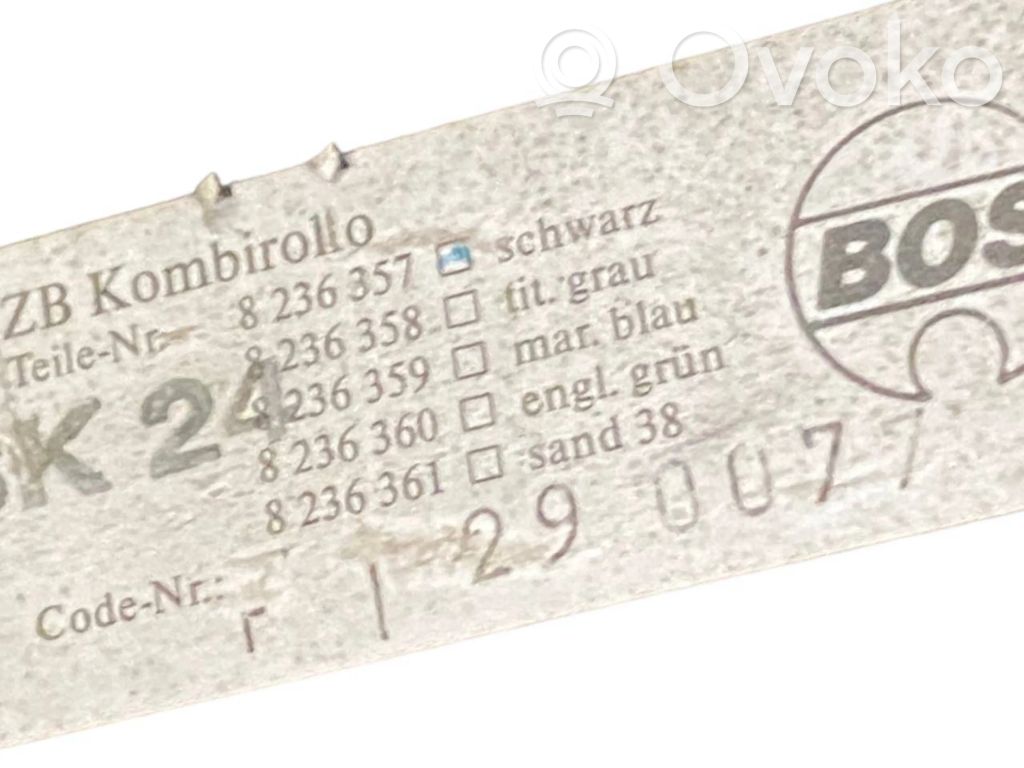 Ovoko
ZB Kombirollo
Teile-Nr. 8 236 357 schwarz
8 236 358 tit. grau
8 236 359 mar. blau
8 236 360 engl. grün
8 236 361 sand 38
K 24
BOS
Code-Nr.: 29 0077